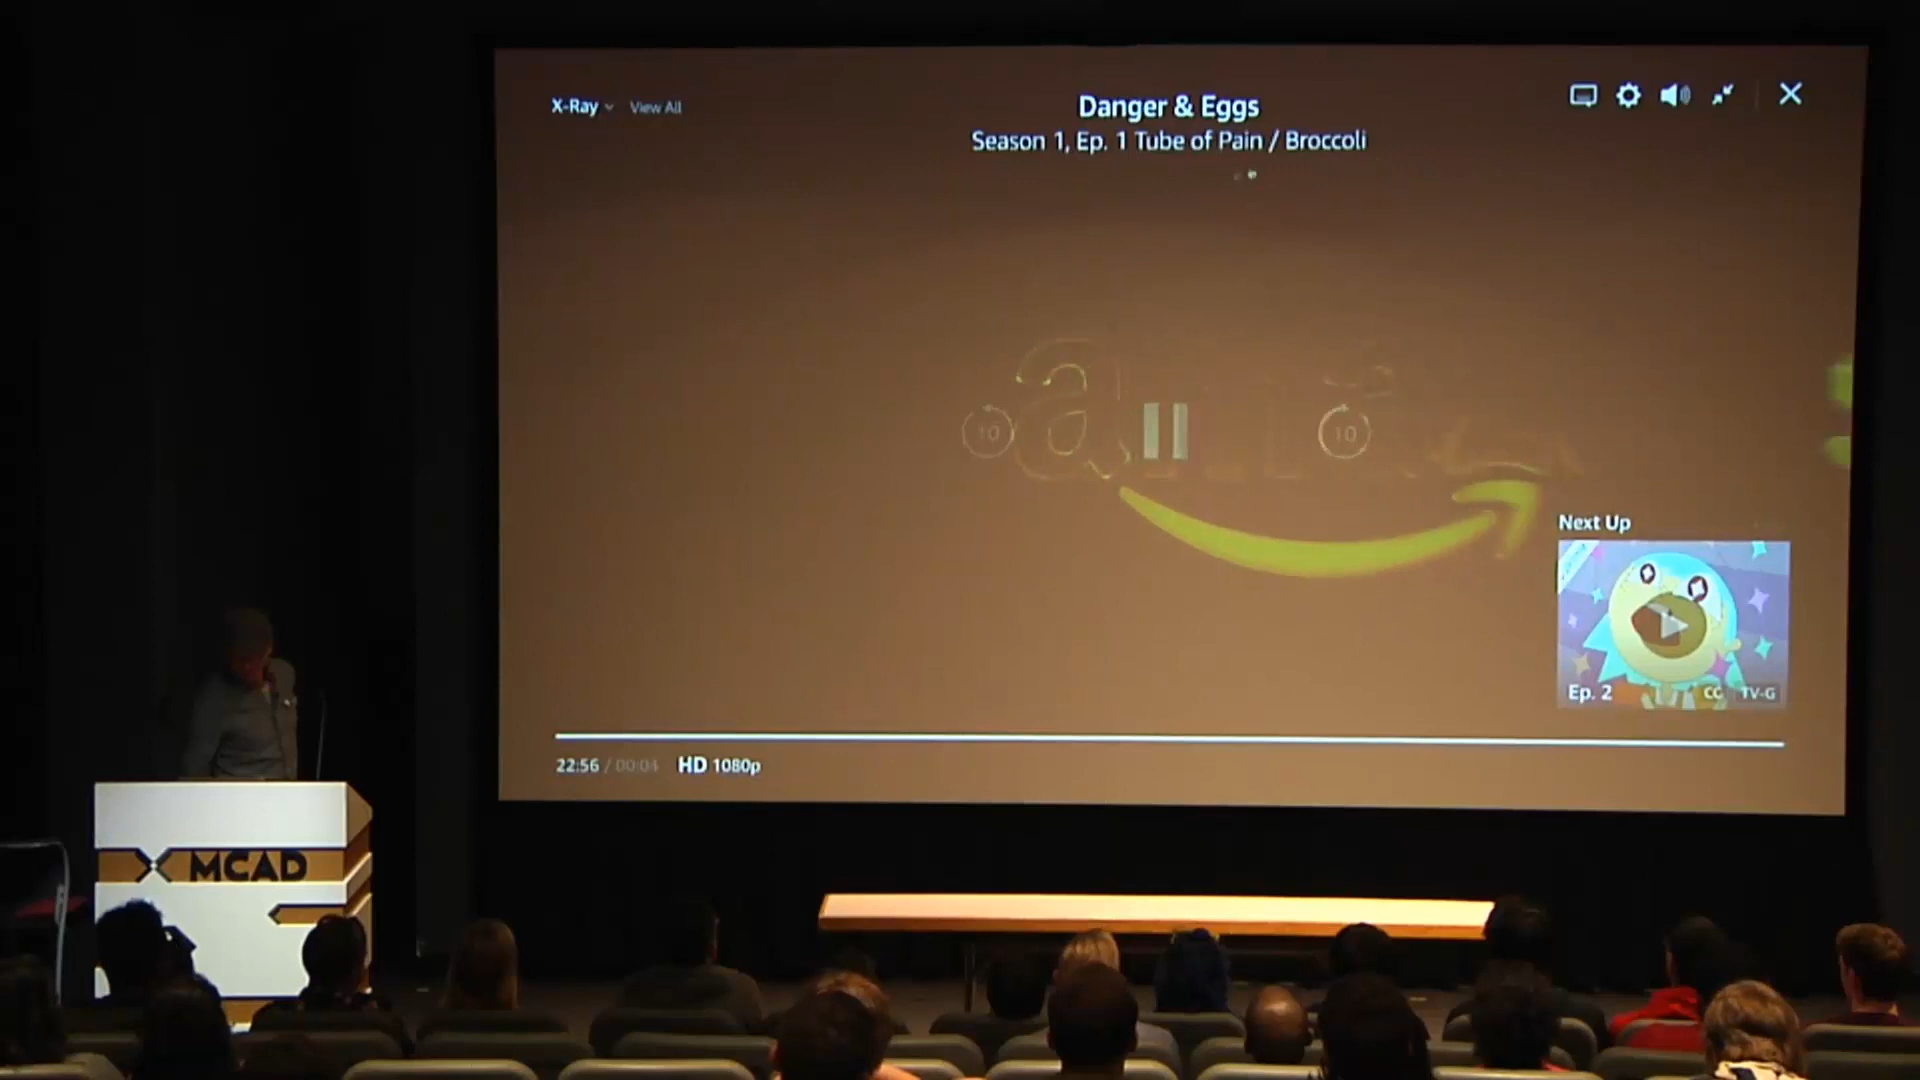 X-Ray View All
Danger & Eggs
Season 1, Ep. 1 Tube of Pain / Broccoli
10
10
Next Up
Ep. 2 CC TV-G
22:56 / 00:04 HD 1080p
MCAD